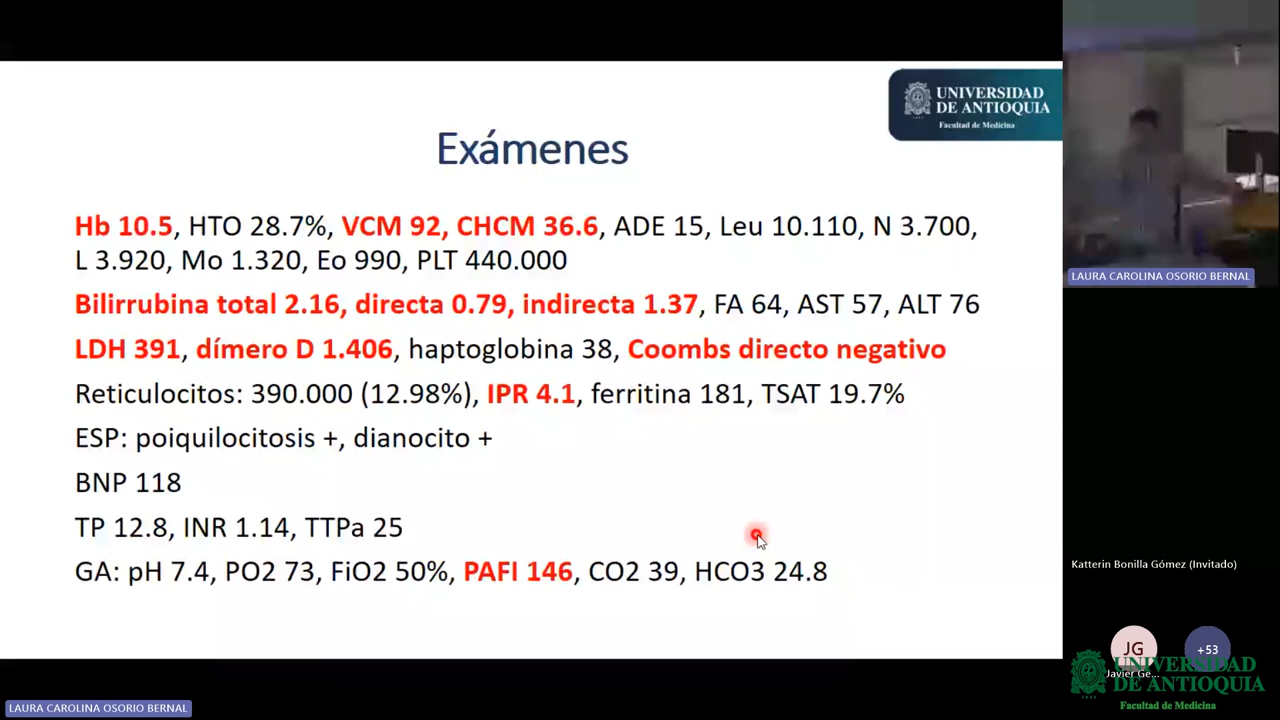 UNIVERSIDAD
DE ANTIOQUIA
Facultad de Medicina
Exámenes
Hb 10.5, HTO 28.7%, VCM 92, CHCM 36.6, ADE 15, Leu 10.110, N 3.700,
L 3.920, Mo 1.320, Eo 990, PLT 440.000
Bilirrubina total 2.16, directa 0.79, indirecta 1.37, FA 64, AST 57, ALT 76
LDH 391, dímero D 1.406, haptoglobina 38, Coombs directo negativo
Reticulocitos: 390.000 (12.98%), IPR 4.1, ferritina 181, TSAT 19.7%
ESP: poiquilocitosis +, dianocito +
BNP 118
TP 12.8, INR 1.14, TTPa 25
GA: pH 7.4, PO2 73, FiO2 50%, PAFI 146, CO2 39, HCO3 24.8
LAURA CAROLINA OSORIO BERNAL
Katterin Bonilla Gómez (Invitado)
JG
+53
Javier Ge...
UNIVERSIDAD
DE ANTIOQUIA
Facultad de Medicina
LAURA CAROLINA OSORIO BERNAL